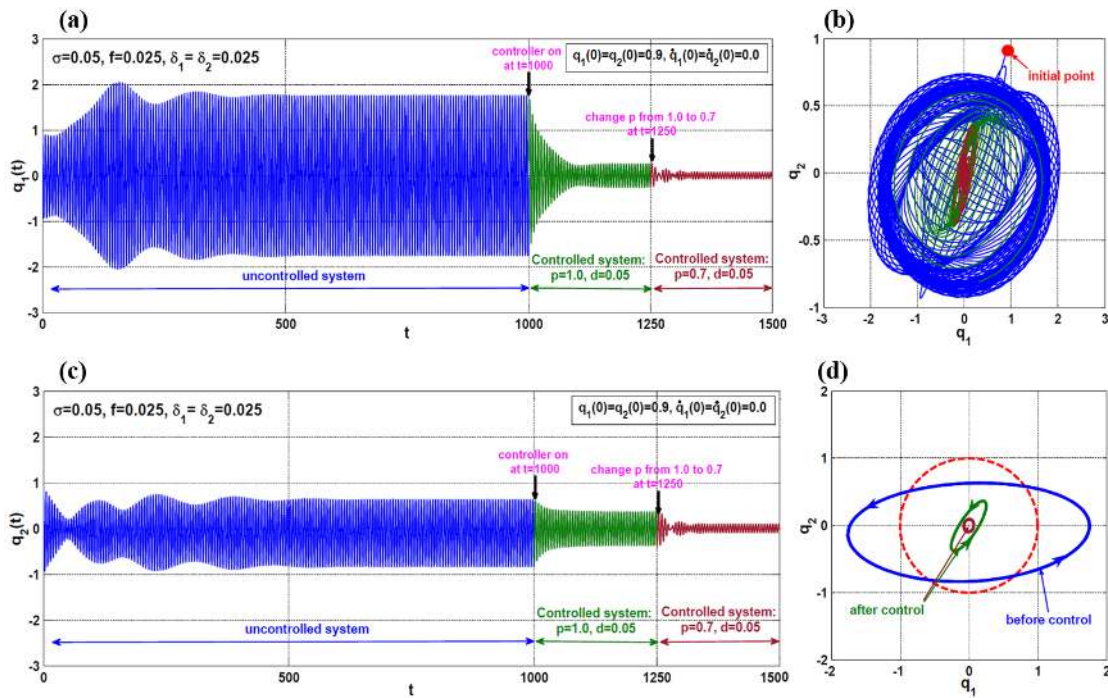 (a)
σ=0.05, f=0.025, δ1= δ2=0.025
q1(0)=q2(0)=0.9, q̇1(0)=q̇2(0)=0.0
controller on
at t=1000
change p from 1.0 to 0.7
at t=1250
uncontrolled system
Controlled system:
p=1.0, d=0.05
Controlled system:
p=0.7, d=0.05
q1(t)
3
2
1
0
-1
-2
-3
0
500
1000
1250
1500
t
(b)
initial point
q2
1
0.5
0
-0.5
-1
-3
-2
-1
0
1
2
3
q1
(c)
σ=0.05, f=0.025, δ1= δ2=0.025
q1(0)=q2(0)=0.9, q̇1(0)=q̇2(0)=0.0
controller on
at t=1000
change p from 1.0 to 0.7
at t=1250
uncontrolled system
Controlled system:
p=1.0, d=0.05
Controlled system:
p=0.7, d=0.05
q2(t)
3
2
1
0
-1
-2
-3
0
500
1000
1250
1500
t
(d)
after control
before control
q2
2
1
0
-1
-2
-2
-1
0
1
2
q1